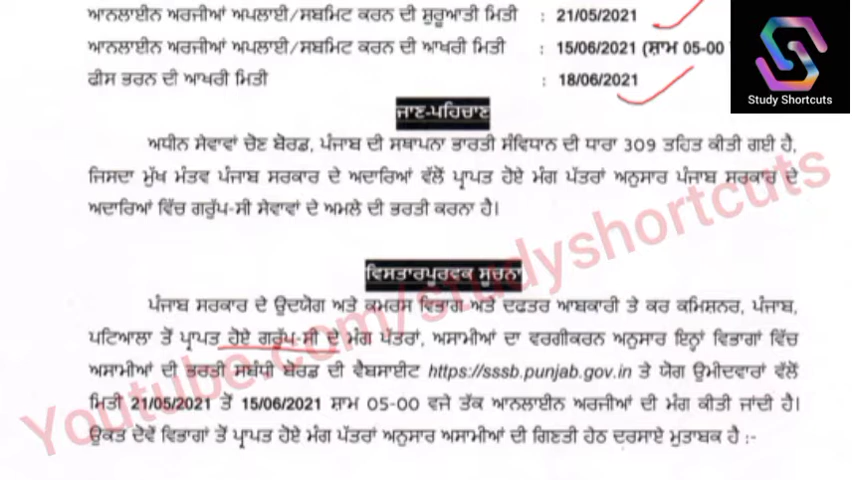 ਆਨਲਾਈਨ ਅਰਜੀਆਂ ਅਪਲਾਈ/ਸਬਮਿਟ ਕਰਨ ਦੀ ਸ਼ੁਰੂਆਤੀ ਮਿਤੀ : 21/05/2021
ਆਨਲਾਈਨ ਅਰਜੀਆਂ ਅਪਲਾਈ/ਸਬਮਿਟ ਕਰਨ ਦੀ ਆਖਰੀ ਮਿਤੀ : 15/06/2021 (ਸ਼ਾਮ 05-00
ਫੀਸ ਭਰਨ ਦੀ ਆਖਰੀ ਮਿਤੀ : 18/06/2021
Study Shortcuts
ਜਾਣ-ਪਹਿਚਾਣ
ਅਧੀਨ ਸੇਵਾਵਾਂ ਚੋਣ ਬੋਰਡ, ਪੰਜਾਬ ਦੀ ਸਥਾਪਨਾ ਭਾਰਤੀ ਸੰਵਿਧਾਨ ਦੀ ਧਾਰਾ 309 ਤਹਿਤ ਕੀਤੀ ਗਈ ਹੈ,
ਜਿਸਦਾ ਮੁੱਖ ਮੰਤਵ ਪੰਜਾਬ ਸਰਕਾਰ ਦੇ ਅਦਾਰਿਆਂ ਵੱਲੋਂ ਪ੍ਰਾਪਤ ਹੋਏ ਮੰਗ ਪੱਤਰਾਂ ਅਨੁਸਾਰ ਪੰਜਾਬ ਸਰਕਾਰ ਦੇ
ਅਦਾਰਿਆਂ ਵਿੱਚ ਗਰੁੱਪ-ਸੀ ਸੇਵਾਵਾਂ ਦੇ ਅਮਲੇ ਦੀ ਭਰਤੀ ਕਰਨਾ ਹੈ।
ਵਿਸਤਾਰਪੂਰਵਕ ਸੂਚਨਾ
ਪੰਜਾਬ ਸਰਕਾਰ ਦੇ ਉਦਯੋਗ ਅਤੇ ਕਮਰਸ ਵਿਭਾਗ ਅਤੇ ਦਫਤਰ ਆਬਕਾਰੀ ਤੇ ਕਰ ਕਮਿਸ਼ਨਰ, ਪੰਜਾਬ,
ਪਟਿਆਲਾ ਤੋਂ ਪ੍ਰਾਪਤ ਹੋਏ ਗਰੁੱਪ-ਸੀ ਦੇ ਮੰਗ ਪੱਤਰਾਂ, ਅਸਾਮੀਆਂ ਦਾ ਵਰਗੀਕਰਨ ਅਨੁਸਾਰ ਇਨ੍ਹਾਂ ਵਿਭਾਗਾਂ ਵਿੱਚ
ਅਸਾਮੀਆਂ ਦੀ ਭਰਤੀ ਸਬੰਧੀ ਬੋਰਡ ਦੀ ਵੈਬਸਾਈਟ https://sssb.punjab.gov.in ਤੇ ਯੋਗ ਉਮੀਦਵਾਰਾਂ ਵੱਲੋਂ
ਮਿਤੀ 21/05/2021 ਤੋਂ 15/06/2021 ਸ਼ਾਮ 05-00 ਵਜੇ ਤੱਕ ਆਨਲਾਈਨ ਅਰਜੀਆਂ ਦੀ ਮੰਗ ਕੀਤੀ ਜਾਂਦੀ ਹੈ।
ਉਕਤ ਦੋਵੇਂ ਵਿਭਾਗਾਂ ਤੋਂ ਪ੍ਰਾਪਤ ਹੋਏ ਮੰਗ ਪੱਤਰਾਂ ਅਨੁਸਾਰ ਅਸਾਮੀਆਂ ਦੀ ਗਿਣਤੀ ਹੇਠ ਦਰਸਾਏ ਮੁਤਾਬਕ ਹੈ :-
Youtube.com/studyshortcuts